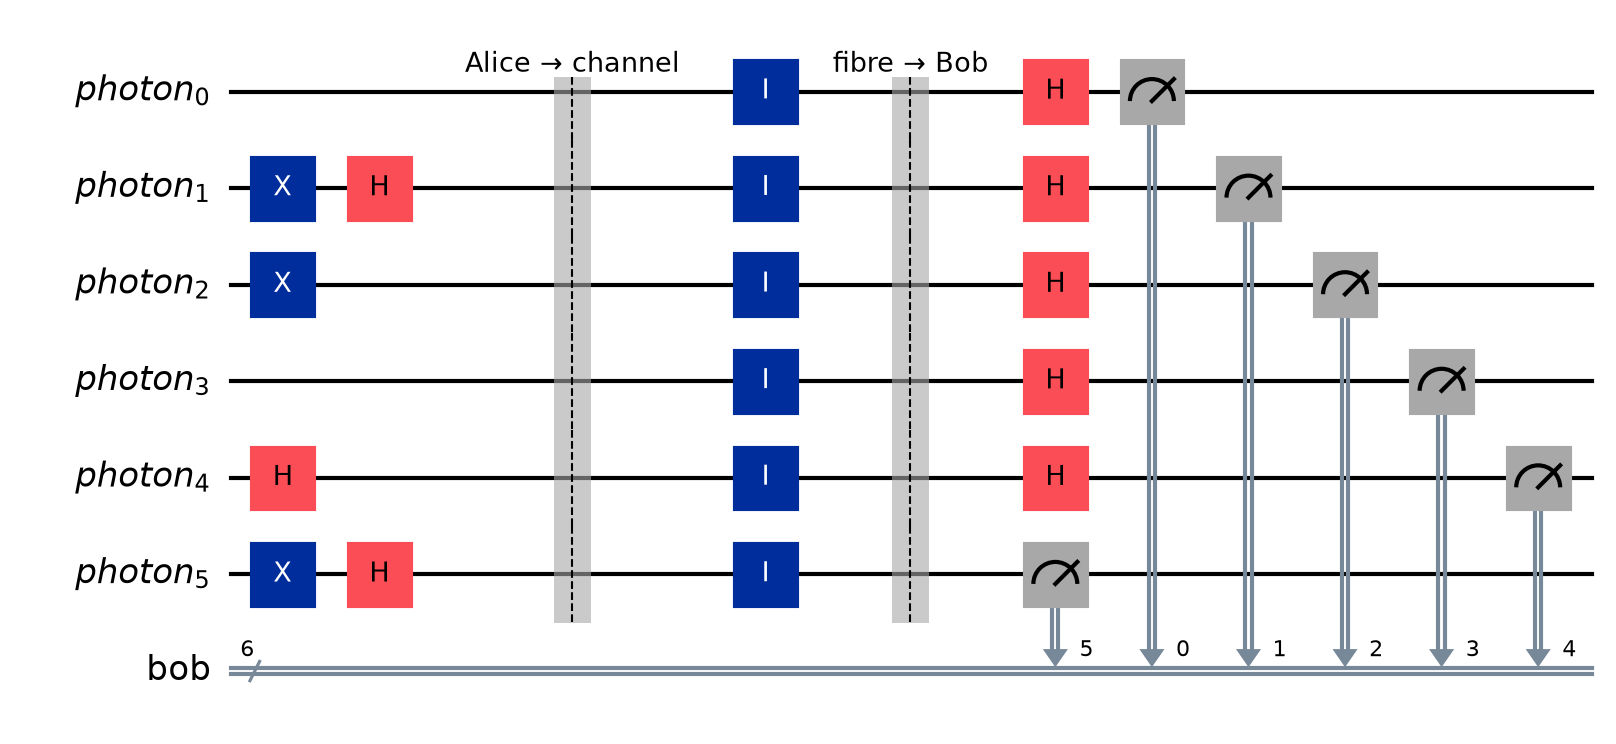 Alice → channel fibre → Bob
photon0 I H
photon1 X H I H
photon2 X I H
photon3 I H
photon4 H I H
photon5 X H I
6 5 0 1 2 3 4
bob